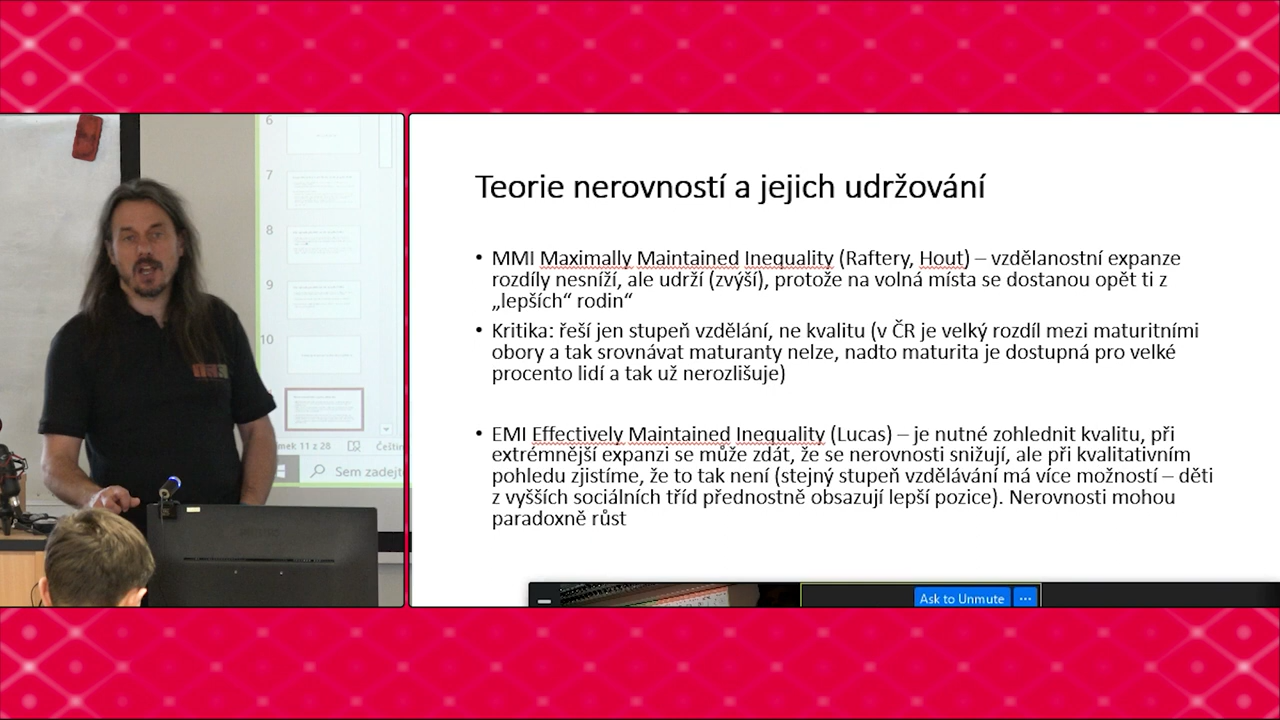 6
7
8
9
10
mek 11 z 28
Češtin
Sem zadejt
Teorie nerovností a jejich udržování
• MMI Maximally Maintained Inequality (Raftery, Hout) – vzdělanostní expanze
rozdíly nesníží, ale udrží (zvýší), protože na volná místa se dostanou opět ti z
„lepších“ rodin“
• Kritika: řeší jen stupeň vzdělání, ne kvalitu (v ČR je velký rozdíl mezi maturitními
obory a tak srovnávat maturanty nelze, nadto maturita je dostupná pro velké
procento lidí a tak už nerozlišuje)
• EMI Effectively Maintained Inequality (Lucas) – je nutné zohlednit kvalitu, při
extrémnější expanzi se může zdát, že se nerovnosti snižují, ale při kvalitativním
pohledu zjistíme, že to tak není (stejný stupeň vzdělávání má více možností – děti
z vyšších sociálních tříd přednostně obsazují lepší pozice). Nerovnosti mohou
paradoxně růst
Ask to Unmute